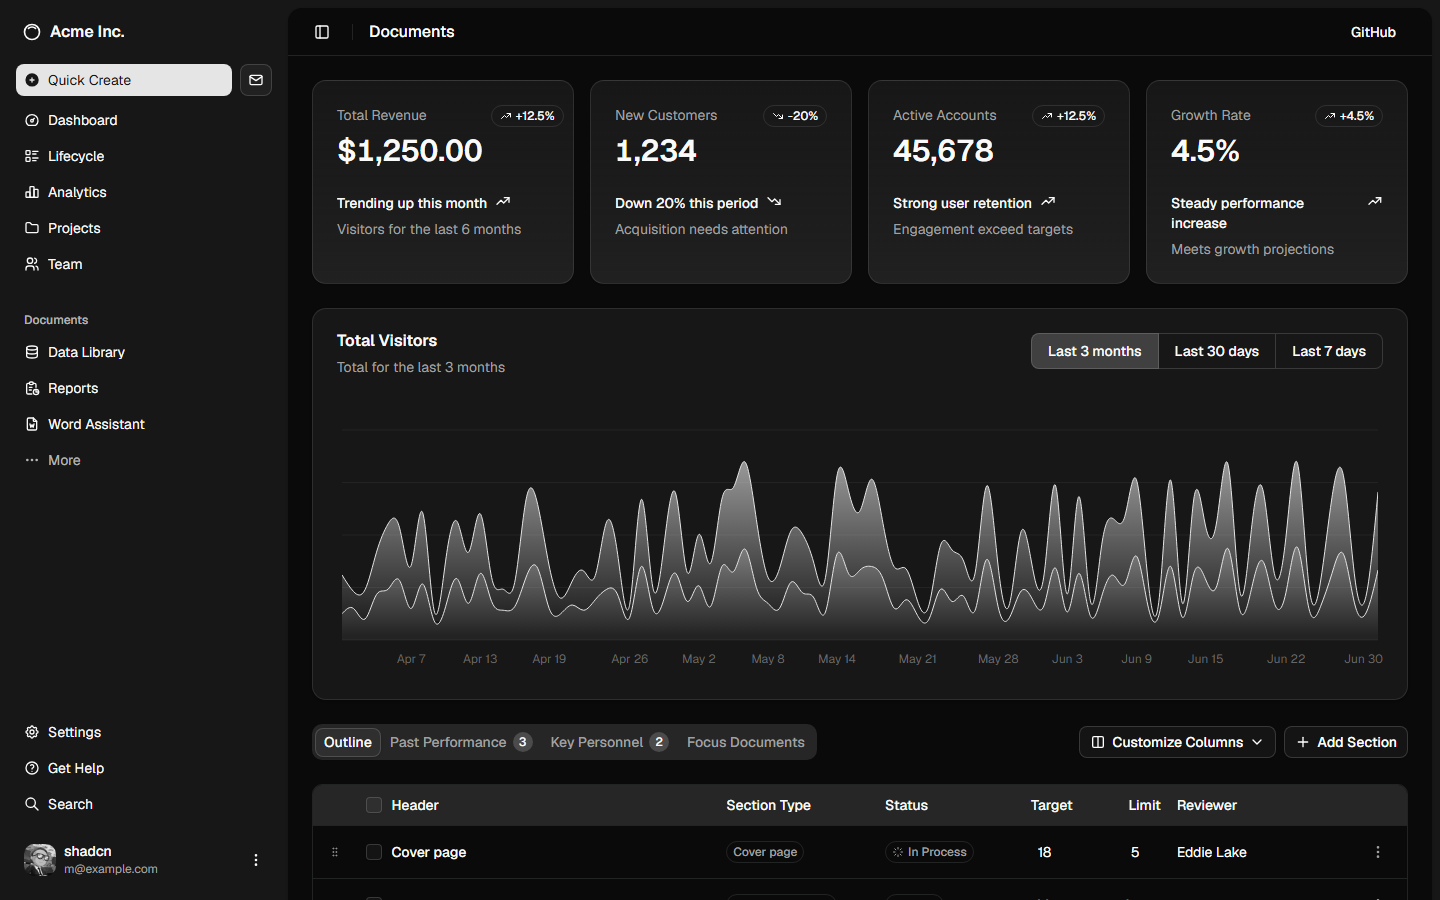 Acme Inc.
Quick Create
Dashboard
Lifecycle
Analytics
Projects
Team
Documents
Data Library
Reports
Word Assistant
More
Settings
Get Help
Search
shadcn
m@example.com
Documents
GitHub
Total Revenue
+12.5%
$1,250.00
Trending up this month
Visitors for the last 6 months
New Customers
-20%
1,234
Down 20% this period
Acquisition needs attention
Active Accounts
+12.5%
45,678
Strong user retention
Engagement exceed targets
Growth Rate
+4.5%
4.5%
Steady performance
increase
Meets growth projections
Total Visitors
Total for the last 3 months
Last 3 months Last 30 days Last 7 days
Apr 7 Apr 13 Apr 19 Apr 26 May 2 May 8 May 14 May 21 May 28 Jun 3 Jun 9 Jun 15 Jun 22 Jun 30
Outline Past Performance 3 Key Personnel 2 Focus Documents
Customize Columns Add Section
Header Section Type Status Target Limit Reviewer
Cover page Cover page In Process 18 5 Eddie Lake